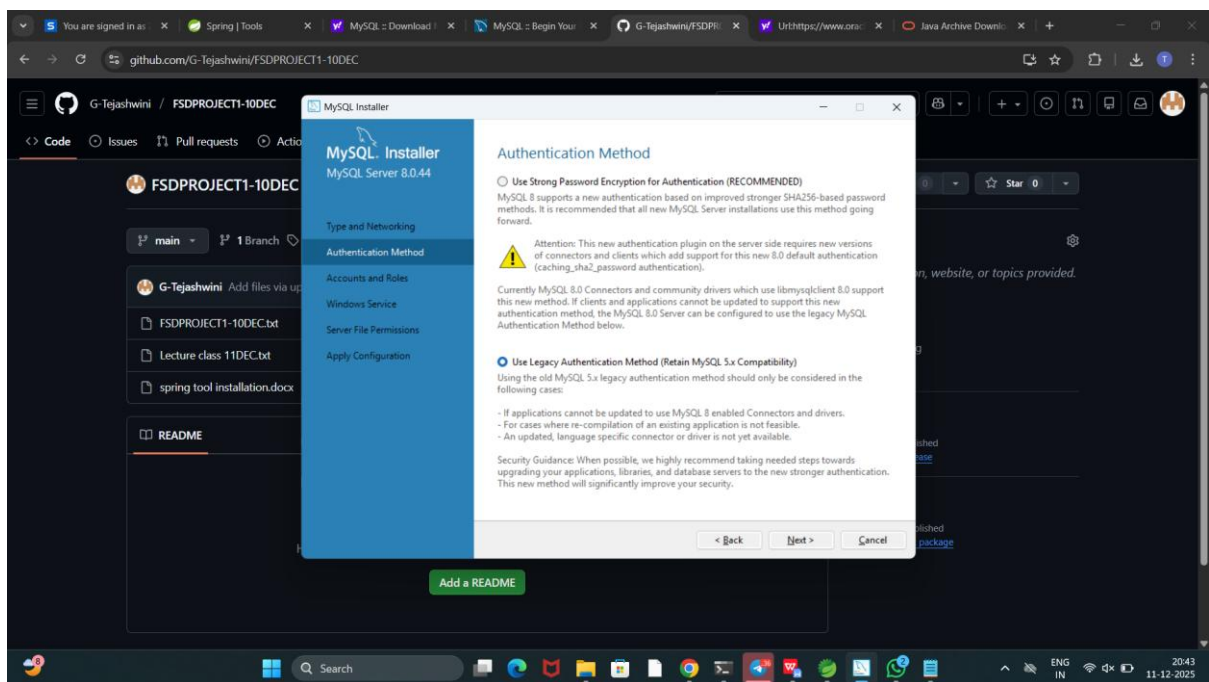 You are signed in as
Spring | Tools
MySQL :: Download
MySQL :: Begin Your
G-Tejashwini/FSDPR
Url:https://www.orac
Java Archive Downlo
github.com/G-Tejashwini/FSDPROJECT1-10DEC
G-Tejashwini / FSDPROJECT1-10DEC
Code
Issues
Pull requests
Actio
FSDPROJECT1-10DEC
Star 0
main
1 Branch
G-Tejashwini Add files via up
FSDPROJECT1-10DEC.txt
Lecture class 11DEC.txt
spring tool installation.docx
README
Add a README
on, website, or topics provided.
ished
ease
blished
package
MySQL Installer
MySQL. Installer
MySQL Server 8.0.44
Type and Networking
Authentication Method
Accounts and Roles
Windows Service
Server File Permissions
Apply Configuration
Authentication Method
Use Strong Password Encryption for Authentication (RECOMMENDED)
MySQL 8 supports a new authentication based on improved stronger SHA256-based password
methods. It is recommended that all new MySQL Server installations use this method going
forward.
Attention: This new authentication plugin on the server side requires new versions
of connectors and clients which add support for this new 8.0 default authentication
(caching_sha2_password authentication).
Currently MySQL 8.0 Connectors and community drivers which use libmysqlclient 8.0 support
this new method. If clients and applications cannot be updated to support this new
authentication method, the MySQL 8.0 Server can be configured to use the legacy MySQL
Authentication Method below.
Use Legacy Authentication Method (Retain MySQL 5.x Compatibility)
Using the old MySQL 5.x legacy authentication method should only be considered in the
following cases:
- If applications cannot be updated to use MySQL 8 enabled Connectors and drivers.
- For cases where re-compilation of an existing application is not feasible.
- An updated, language specific connector or driver is not yet available.
Security Guidance: When possible, we highly recommend taking needed steps towards
upgrading your applications, libraries, and database servers to the new stronger authentication.
This new method will significantly improve your security.
< Back
Next >
Cancel
Search
ENG
IN
20:43
11-12-2025